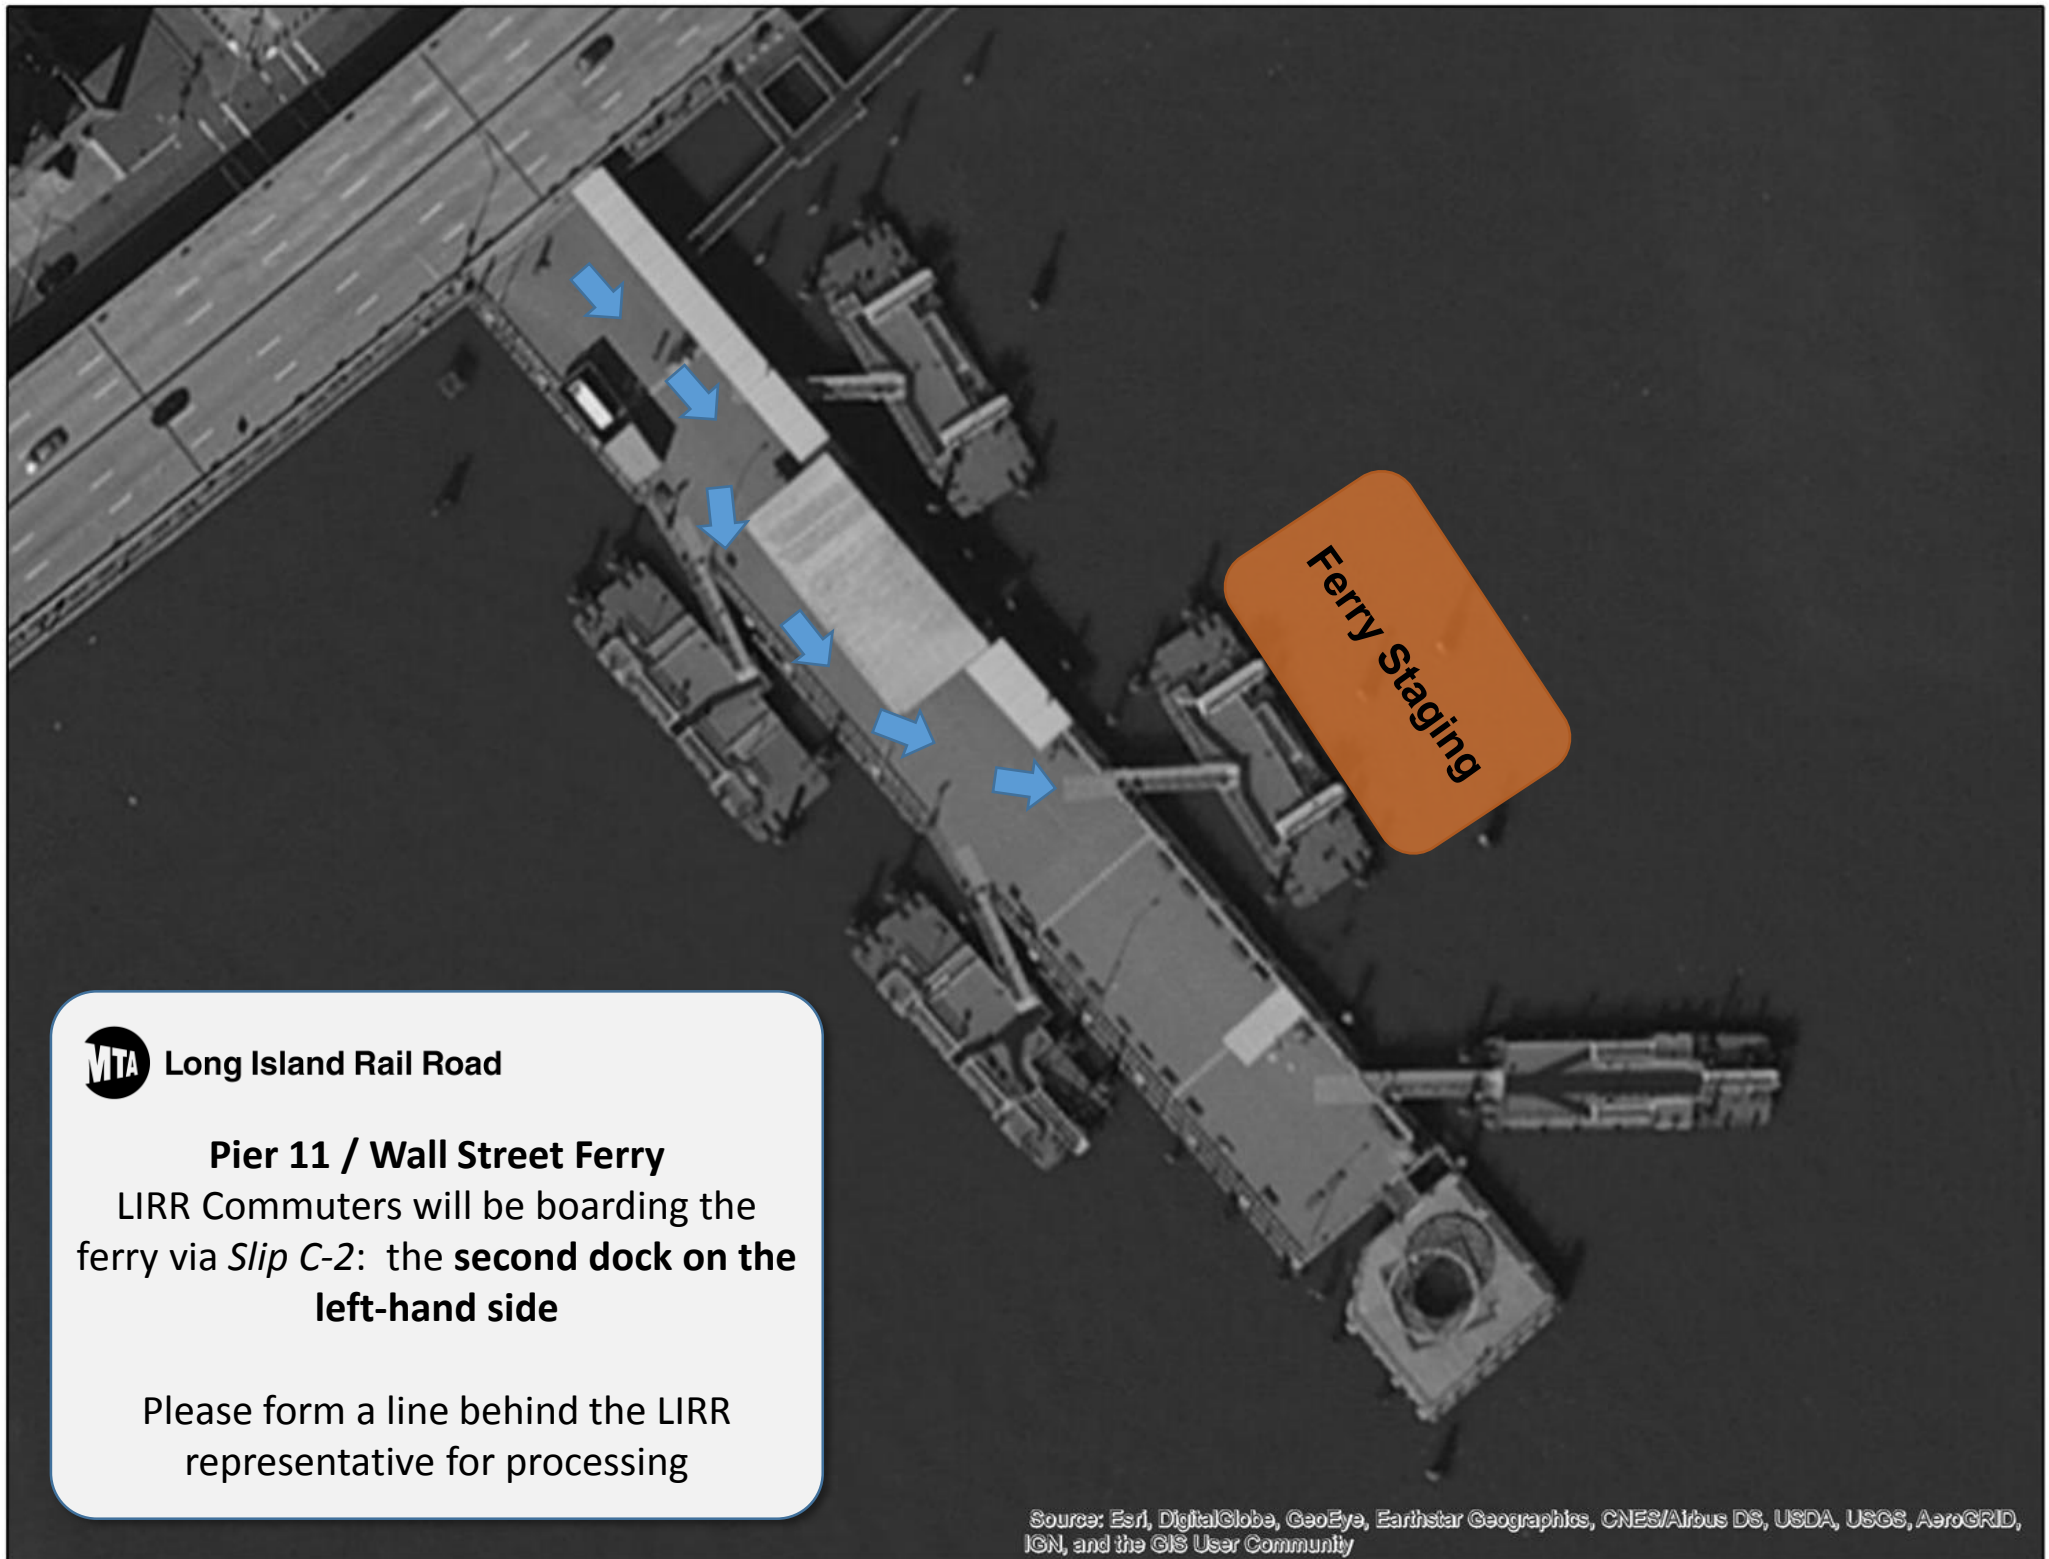 Ferry Staging
MTA Long Island Rail Road
Pier 11 / Wall Street Ferry
LIRR Commuters will be boarding the
ferry via Slip C-2: the second dock on the
left-hand side
Please form a line behind the LIRR
representative for processing
Source: Esri, DigitalGlobe, GeoEye, Earthstar Geographics, CNES/Airbus DS, USDA, USGS, AeroGRID,
IGN, and the GIS User Community